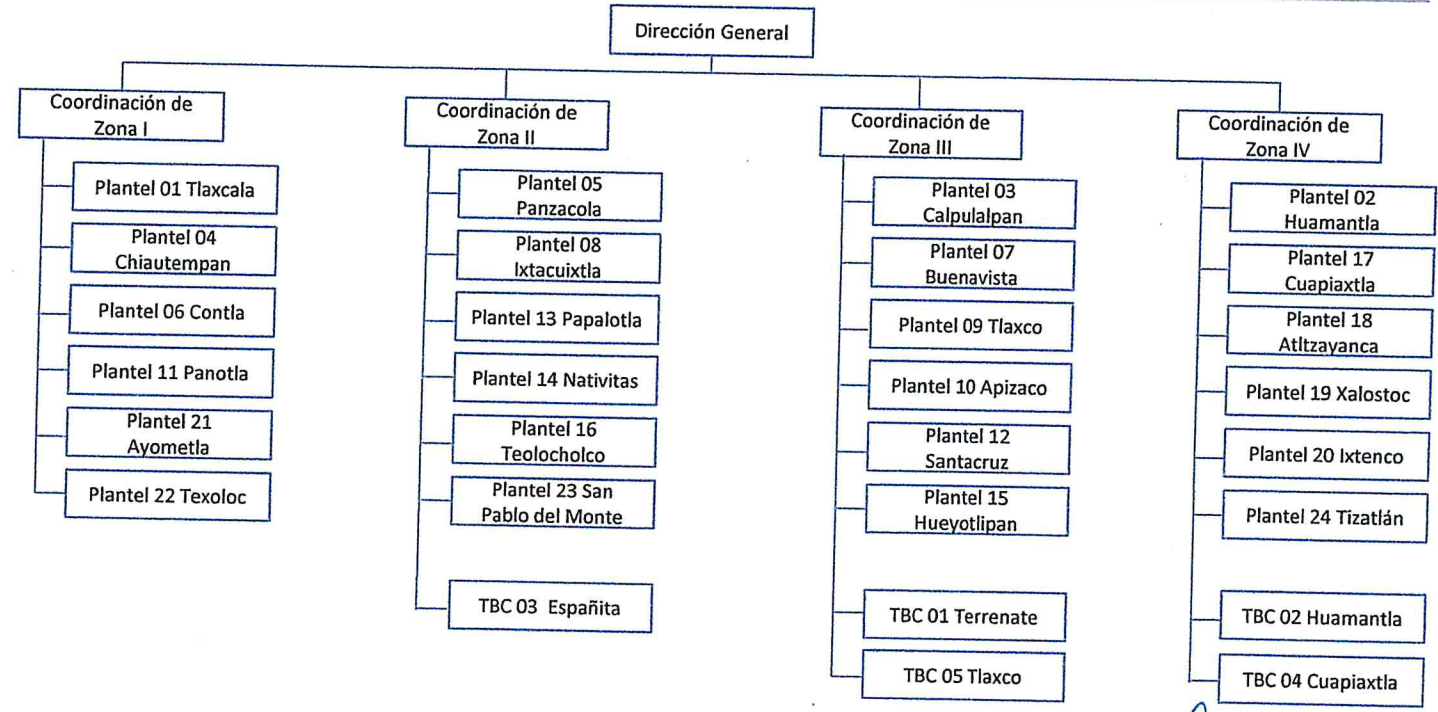 Dirección General
Coordinación de
Zona I
Plantel 01 Tlaxcala
Plantel 04
Chiautempan
Plantel 06 Contla
Plantel 11 Panotla
Plantel 21
Ayometla
Plantel 22 Texoloc
Coordinación de
Zona II
Plantel 05
Panzacola
Plantel 08
Ixtacuixtla
Plantel 13 Papalotla
Plantel 14 Nativitas
Plantel 16
Teolocholco
Plantel 23 San
Pablo del Monte
TBC 03 Españita
Coordinación de
Zona III
Plantel 03
Calpulalpan
Plantel 07
Buenavista
Plantel 09 Tlaxco
Plantel 10 Apizaco
Plantel 12
Santacruz
Plantel 15
Hueyotlipan
TBC 01 Terrenate
TBC 05 Tlaxco
Coordinación de
Zona IV
Plantel 02
Huamantla
Plantel 17
Cuapiaxtla
Plantel 18
Atltzayanca
Plantel 19 Xalostoc
Plantel 20 Ixtenco
Plantel 24 Tizatlán
TBC 02 Huamantla
TBC 04 Cuapiaxtla